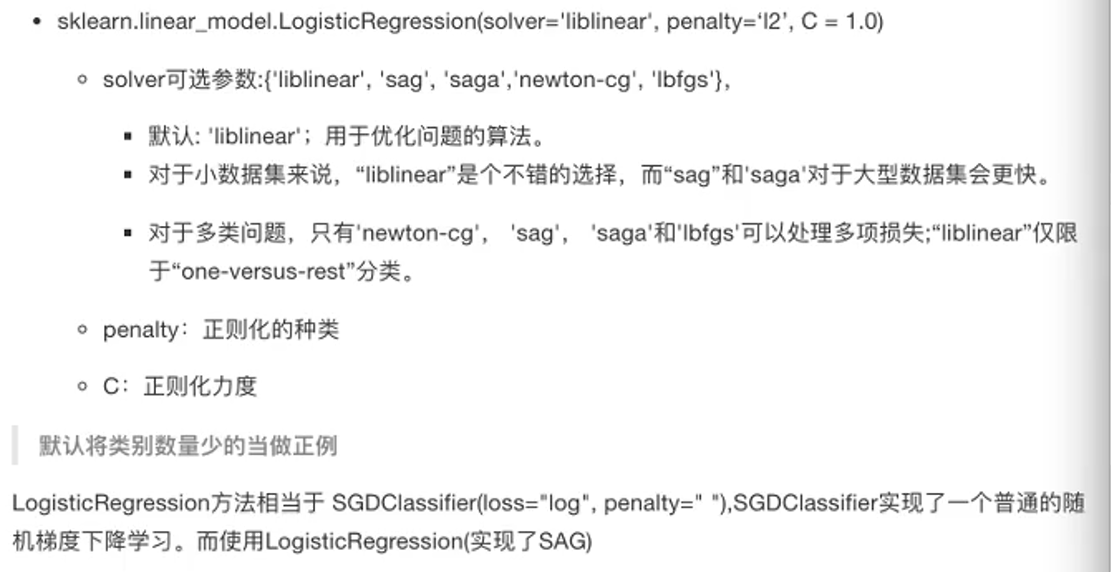 sklearn.linear_model.LogisticRegression(solver='liblinear', penalty=‘l2’, C = 1.0)
solver可选参数:{'liblinear', 'sag', 'saga','newton-cg', 'lbfgs'},
默认: 'liblinear'；用于优化问题的算法。
对于小数据集来说，“liblinear”是个不错的选择，而“sag”和'saga'对于大型数据集会更快。
对于多类问题，只有'newton-cg'， 'sag'， 'saga'和'lbfgs'可以处理多项损失;“liblinear”仅限
于“one-versus-rest”分类。
penalty：正则化的种类
C：正则化力度
默认将类别数量少的当做正例
LogisticRegression方法相当于 SGDClassifier(loss="log", penalty=" "),SGDClassifier实现了一个普通的随
机梯度下降学习。而使用LogisticRegression(实现了SAG)